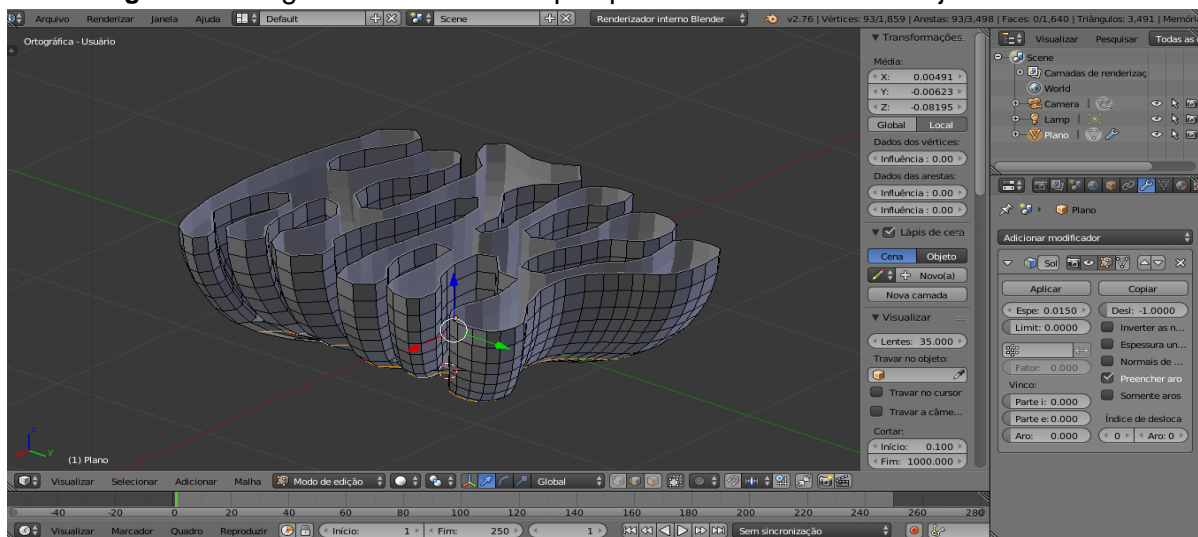 Arquivo Renderizar Janela Ajuda Default Scene Renderizador interno Blender v2.76 | Vértices: 93/1,859 | Arestas: 93/3,498 | Faces: 0/1,640 | Triângulos: 3,491 |
Ortográfica - Usuário
Transformações
Média:
X: 0.00491
Y: -0.00623
Z: -0.08195
Global Local
Dados dos vértices:
Influência : 0.00
Dados das arestas:
Influência : 0.00
Influência : 0.00
Lápis de cera
Cena Objeto
Novo(a)
Nova camada
Visualizar
Lentes: 35.000
Travar no objeto:
Travar no cursor
Travar a câme...
Cortar:
Início: 0.100
Fim: 1000.000
Visualizar Pesquisar Todas as
Scene
Camadas de renderizaç
World
Camera
Lamp
Plano
Plano
Adicionar modificador
Sol
Aplicar Copiar
Espe: 0.0150 Desl: -1.0000
Limit: 0.0000 Inverter as n...
Espessura un...
Fator: 0.000 Normais de ...
Vinco: Preencher aro
Parte i: 0.000 Somente aros
Parte e: 0.000 Índice de desloca
Aro: 0.000 0 Aro: 0
z
y
(1) Plano
Visualizar Selecionar Adicionar Malha Modo de edição Global
-40 -20 0 20 40 60 80 100 120 140 160 180 200 220 240 260 280
Visualizar Marcador Quadro Reproduzir Início: 1 Fim: 250 1 Sem sincronização